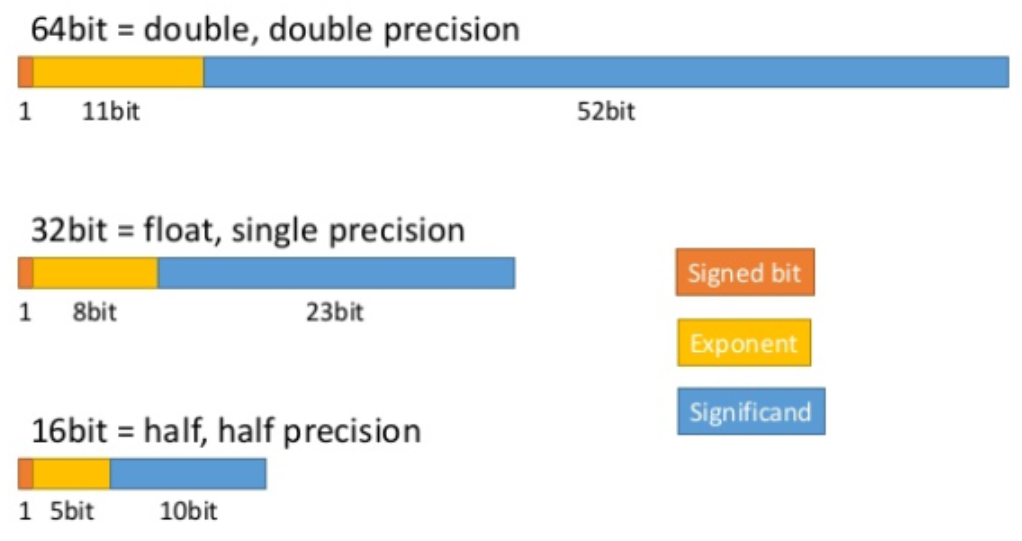 64bit = double, double precision
1 11bit 52bit
32bit = float, single precision
1 8bit 23bit
Signed bit
Exponent
Significand
16bit = half, half precision
1 5bit 10bit